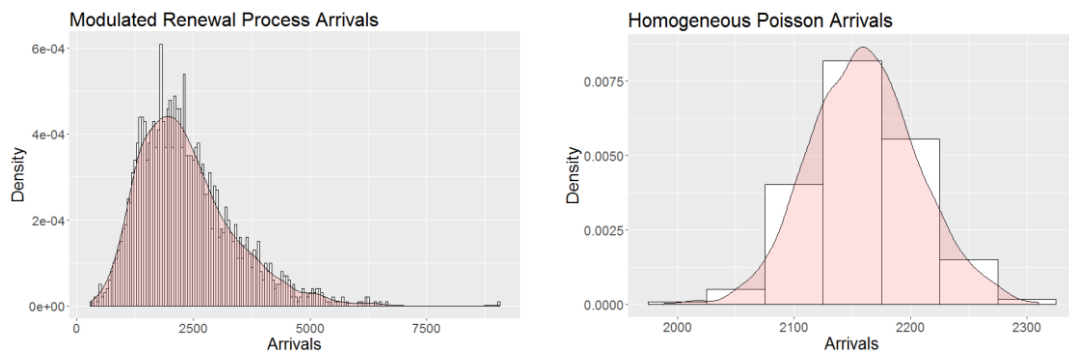 Modulated Renewal Process Arrivals
6e-04
4e-04
2e-04
0e+00
Density
0
2500
5000
7500
Arrivals
Homogeneous Poisson Arrivals
0.0075
0.0050
0.0025
0.0000
Density
2000
2100
2200
2300
Arrivals